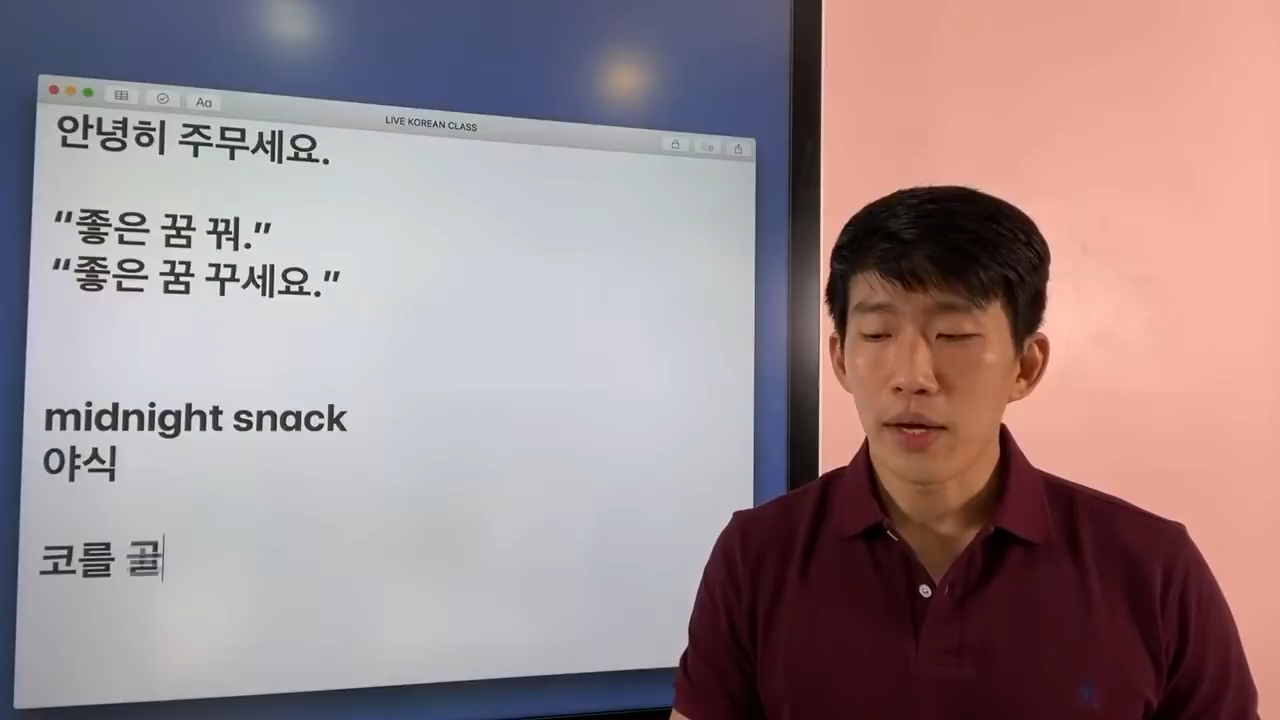 Aa
LIVE KOREAN CLASS
안녕히 주무세요.
“좋은 꿈 꿔.”
“좋은 꿈 꾸세요.”
midnight snack
야식
코를